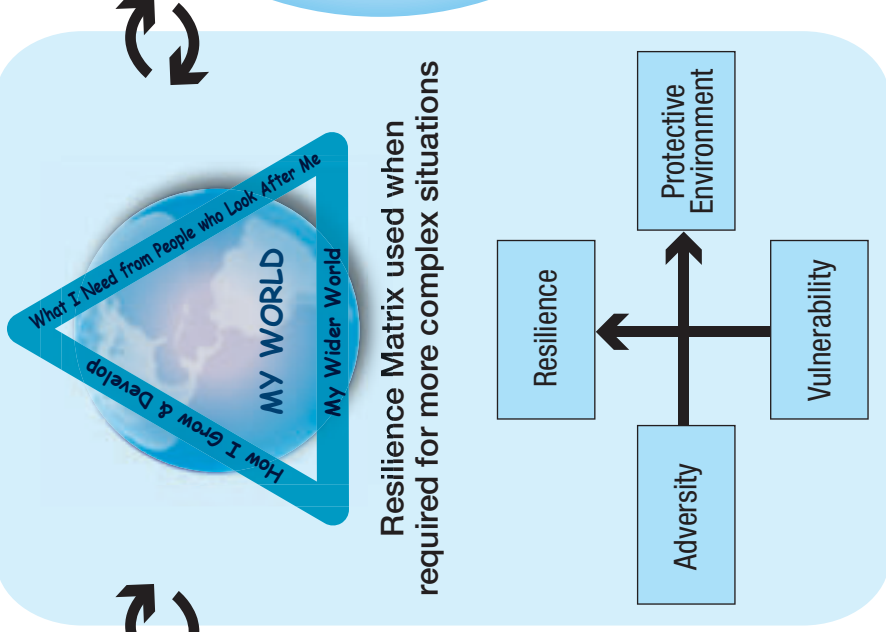 How I Grow & Develop
What I Need from People who Look After Me
MY WORLD
My Wider World
Resilience Matrix used when
required for more complex situations
Resilience
Adversity
Protective
Environment
Vulnerability